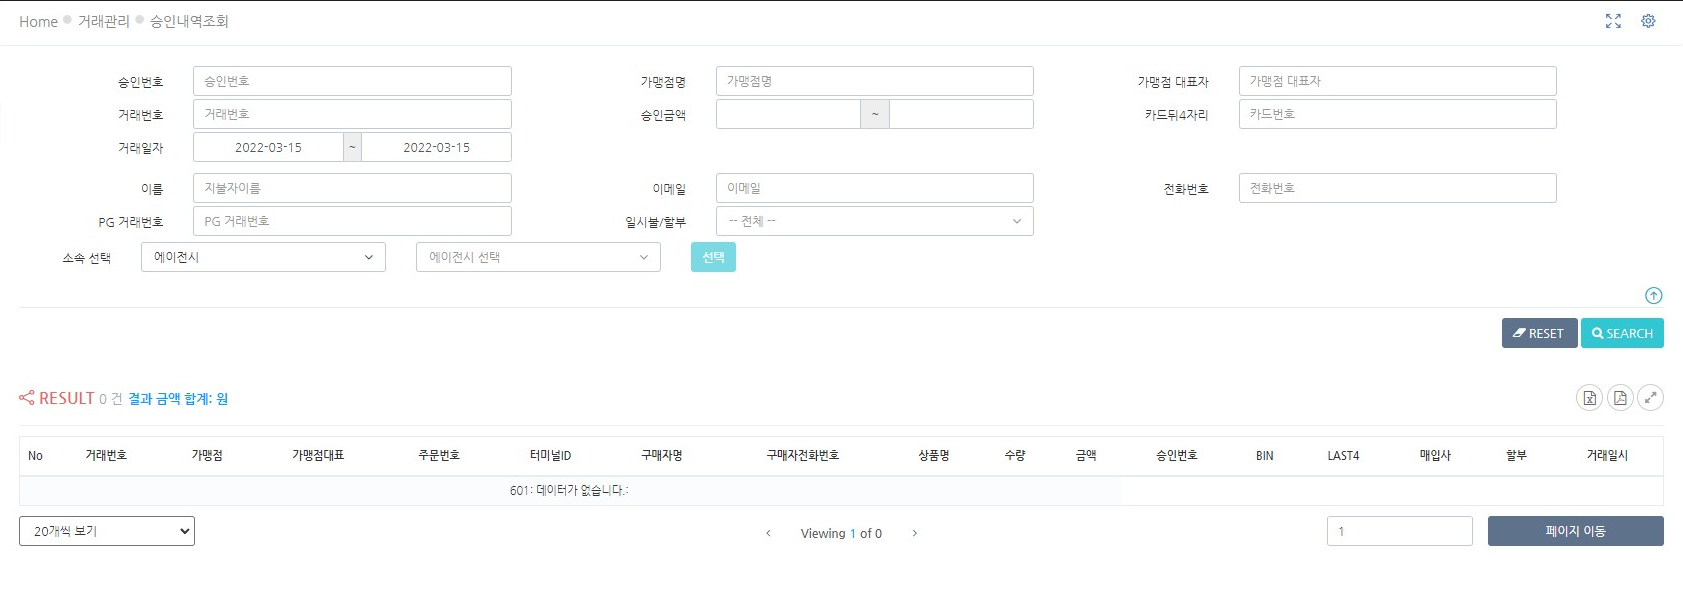 Home 거래관리 승인내역조회
승인번호 승인번호 가맹점명 가맹점명 가맹점 대표자 가맹점 대표자
거래번호 거래번호 승인금액 ~ 카드뒤4자리 카드번호
거래일자 2022-03-15 ~ 2022-03-15
이름 지불자이름 이메일 이메일 전화번호 전화번호
PG 거래번호 PG 거래번호 일시불/할부 -- 전체 --
소속 선택 에이전시 에이전시 선택 선택
RESET SEARCH
RESULT 0 건 결과 금액 합계: 원
No 거래번호 가맹점 가맹점대표 주문번호 터미널ID 구매자명 구매자전화번호 상품명 수량 금액 승인번호 BIN LAST4 매입사 할부 거래일시
601: 데이터가 없습니다.:
20개씩 보기 < Viewing 1 of 0 > 1 페이지 이동